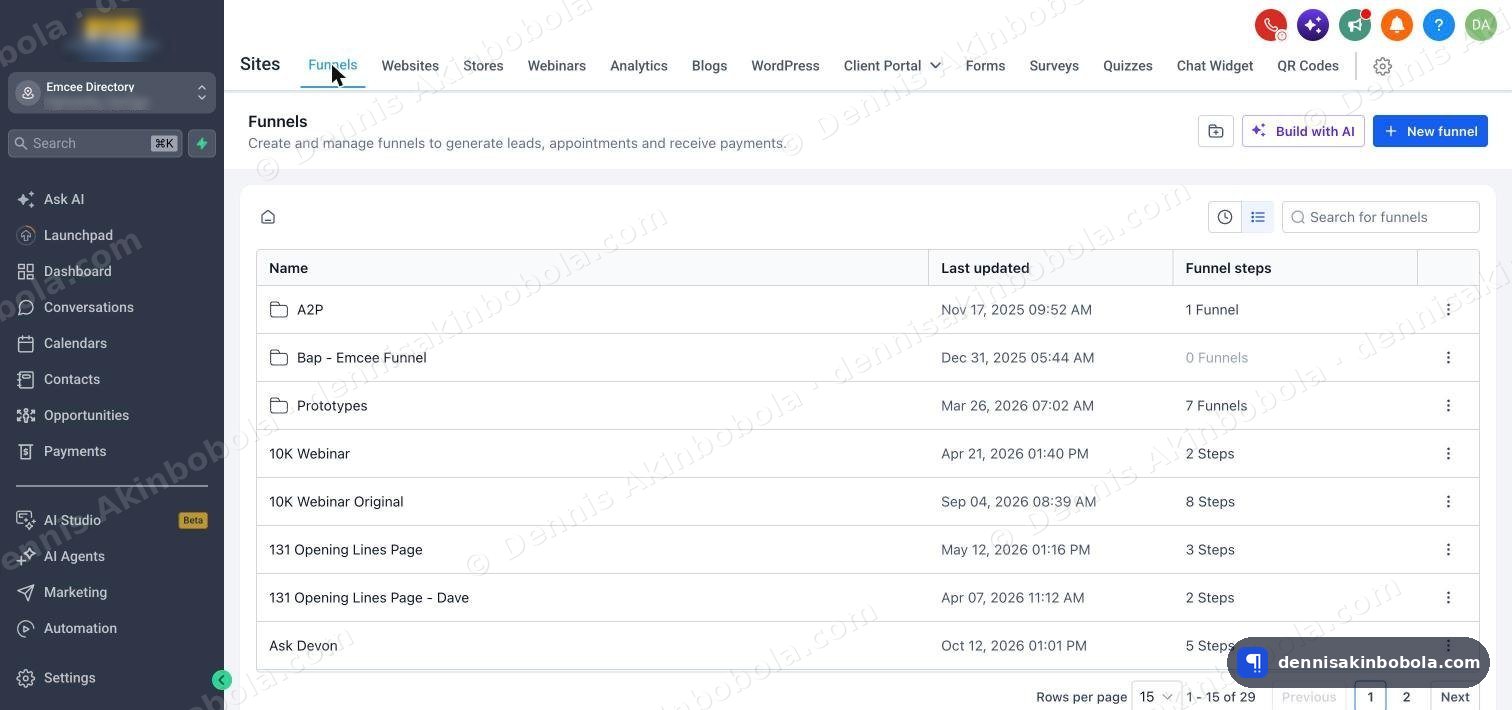 Sites
Funnels
Websites
Stores
Webinars
Analytics
Blogs
WordPress
Client Portal
Forms
Surveys
Quizzes
Chat Widget
QR Codes
DA
Emcee Directory
Search
⌘K
Ask AI
Launchpad
Dashboard
Conversations
Calendars
Contacts
Opportunities
Payments
AI Studio
Beta
AI Agents
Marketing
Automation
Settings
Funnels
Create and manage funnels to generate leads, appointments and receive payments.
Build with AI
+ New funnel
Search for funnels
Name Last updated Funnel steps
A2P Nov 17, 2025 09:52 AM 1 Funnel
Bap - Emcee Funnel Dec 31, 2025 05:44 AM 0 Funnels
Prototypes Mar 26, 2026 07:02 AM 7 Funnels
10K Webinar Apr 21, 2026 01:40 PM 2 Steps
10K Webinar Original Sep 04, 2026 08:39 AM 8 Steps
131 Opening Lines Page May 12, 2026 01:16 PM 3 Steps
131 Opening Lines Page - Dave Apr 07, 2026 11:12 AM 2 Steps
Ask Devon Oct 12, 2026 01:01 PM 5 Steps
Rows per page 15 1 - 15 of 29 Previous 1 2 Next
dennisakinbobola.com
© Dennis Akinbobola · dennisakinbobola.com